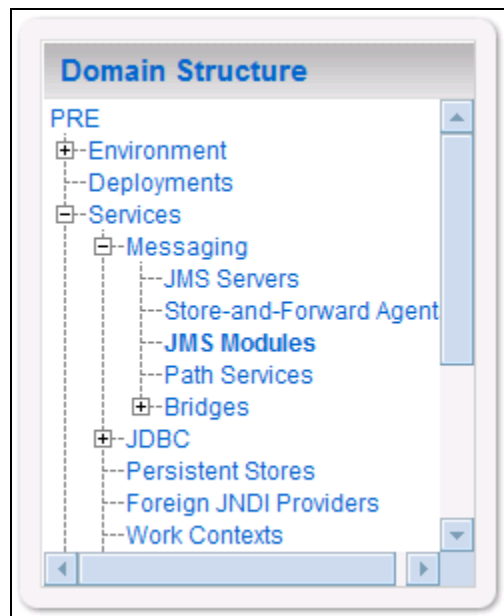 Domain Structure
PRE
Environment
Deployments
Services
Messaging
JMS Servers
Store-and-Forward Agent
JMS Modules
Path Services
Bridges
JDBC
Persistent Stores
Foreign JNDI Providers
Work Contexts